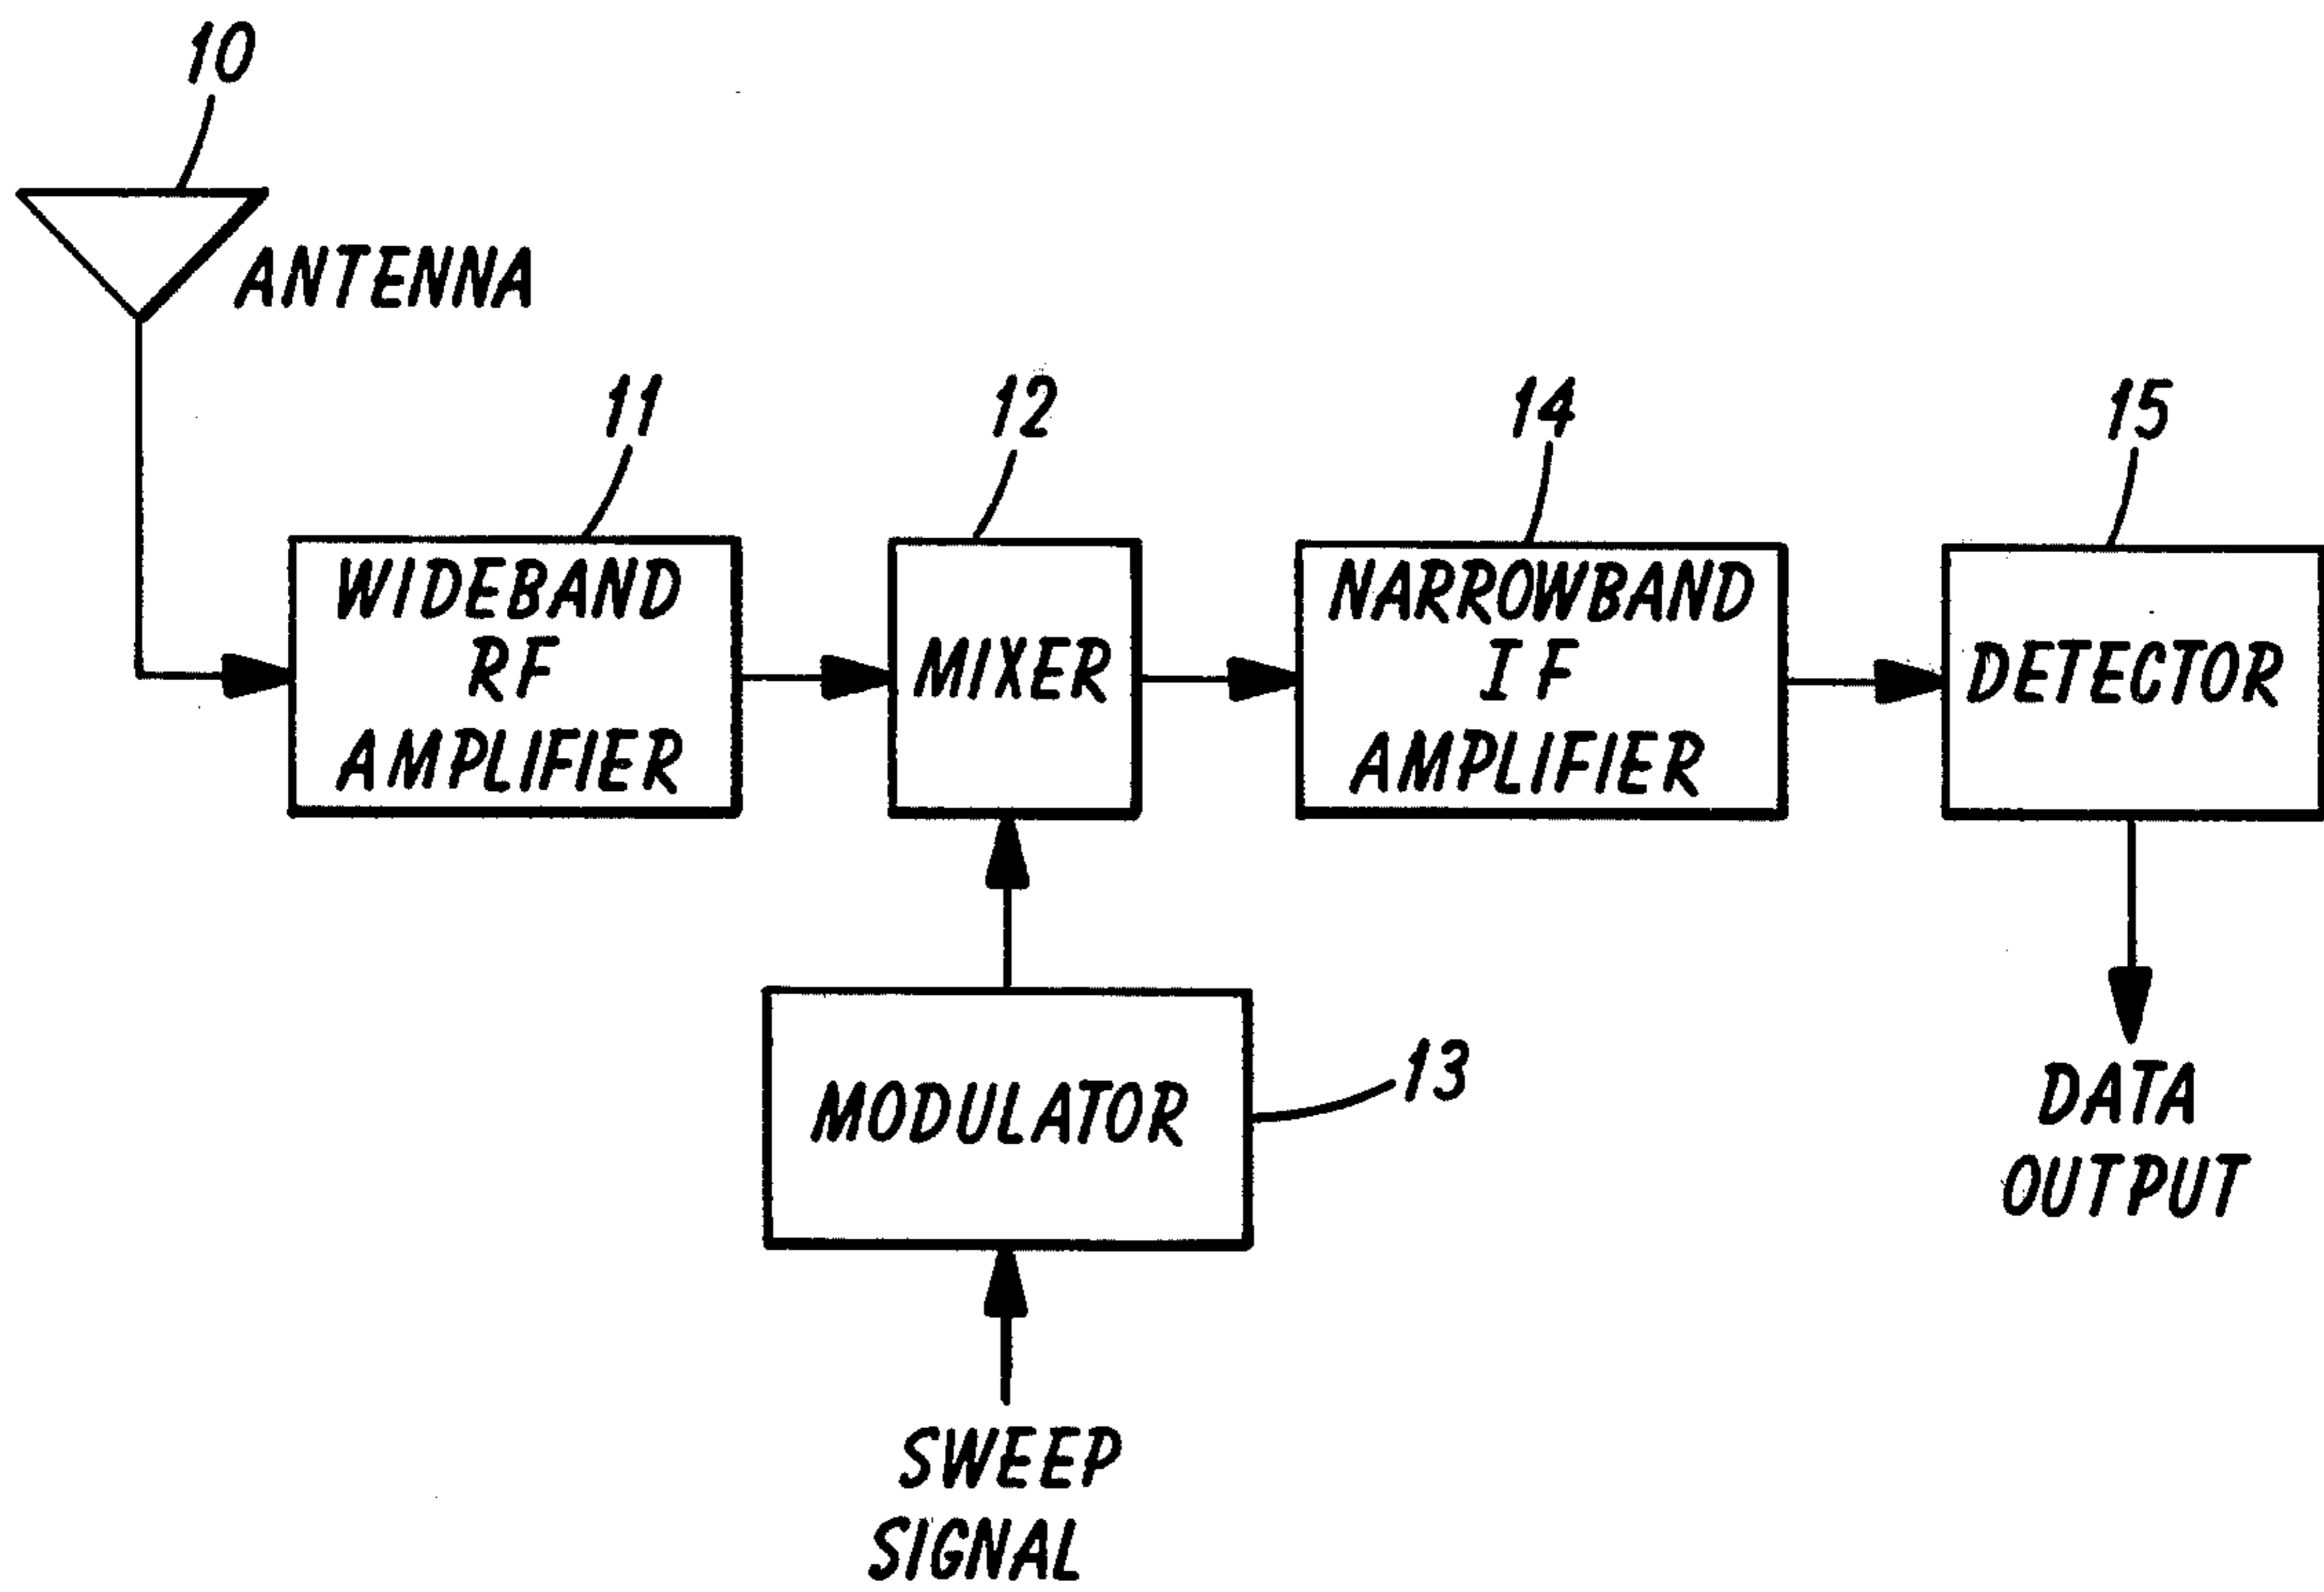 10
ANTENNA
11
12
14
15
WIDEBAND
RF
AMPLIFIER
MIXER
NARROWBAND
IF
AMPLIFIER
DETECTOR
MODULATOR
13
DATA
OUTPUT
SWEEP
SIGNAL